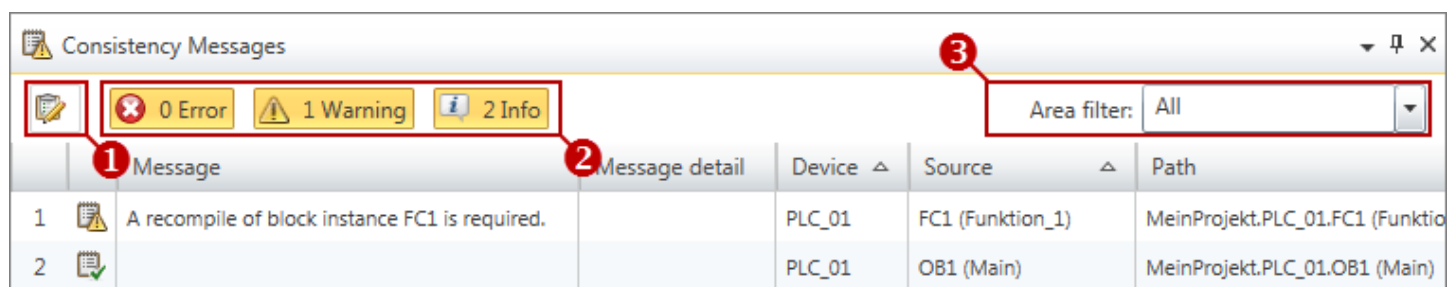 Consistency Messages
3
0 Error 1 Warning 2 Info Area filter: All
1 2
Message Message detail Device Source Path
1 A recompile of block instance FC1 is required. PLC_01 FC1 (Funktion_1) MeinProjekt.PLC_01.FC1 (Funktio
2 PLC_01 OB1 (Main) MeinProjekt.PLC_01.OB1 (Main)